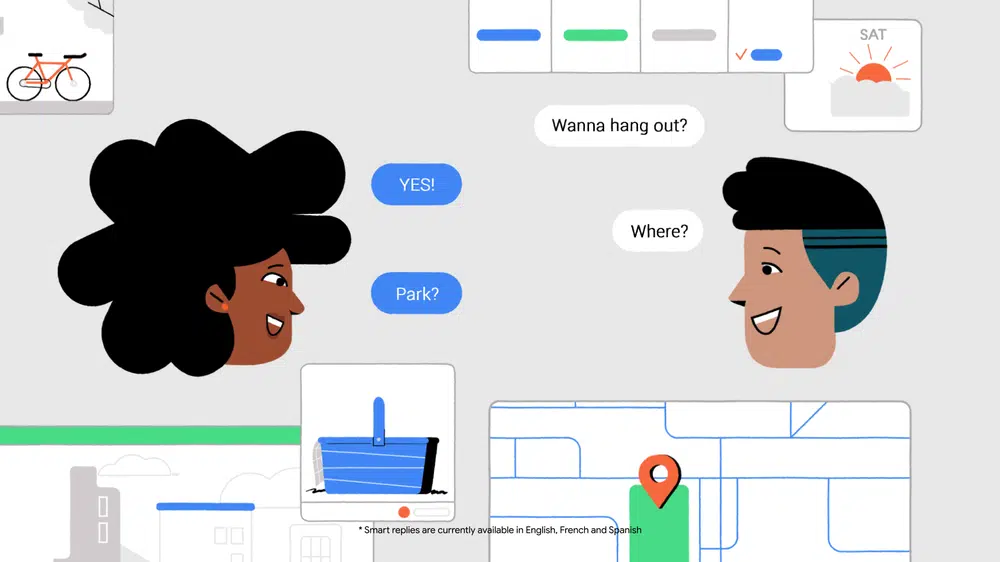 SAT
Wanna hang out?
YES!
Where?
Park?
* Smart replies are currently available in English, French and Spanish